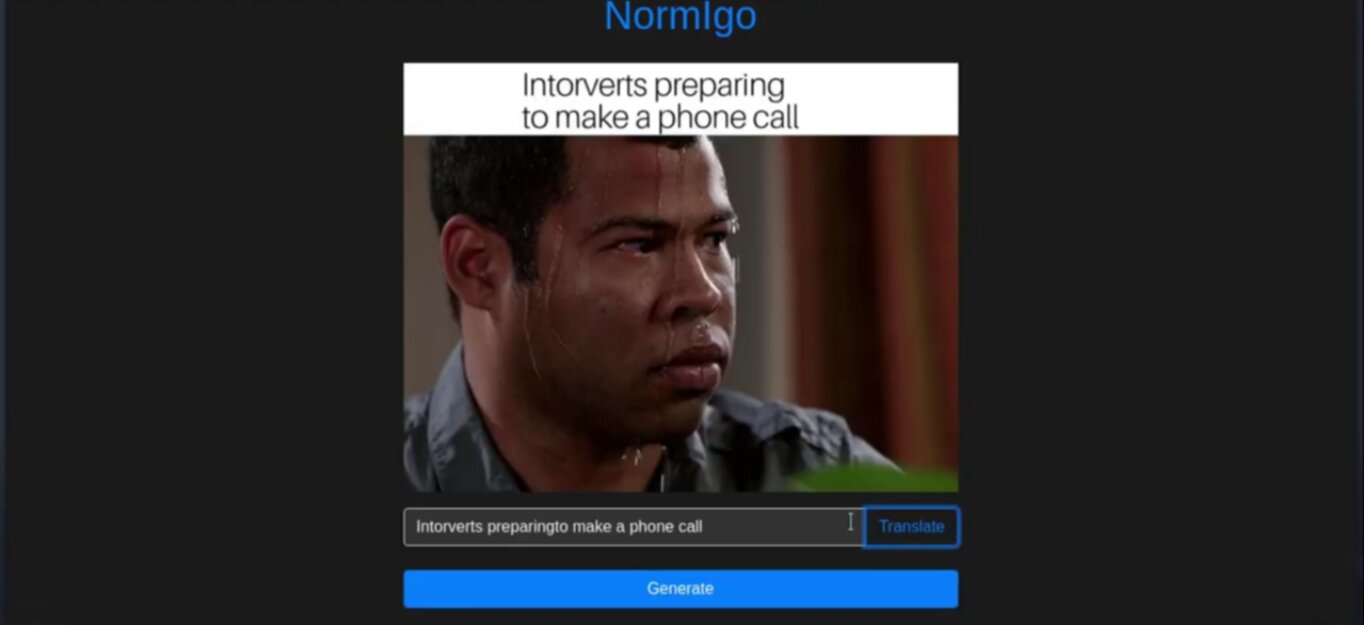 NormIgo
Intorverts preparing
to make a phone call
Intorverts preparingto make a phone call
Translate
Generate